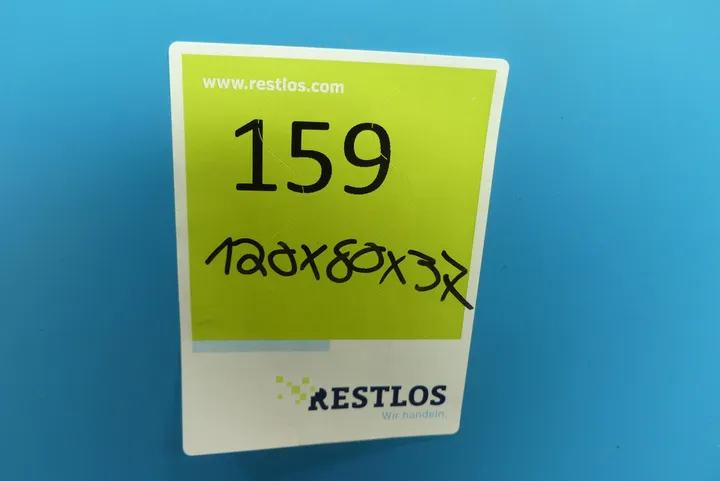 www.restlos.com
159
120x80x37
RESTLOS
Wir handeln.